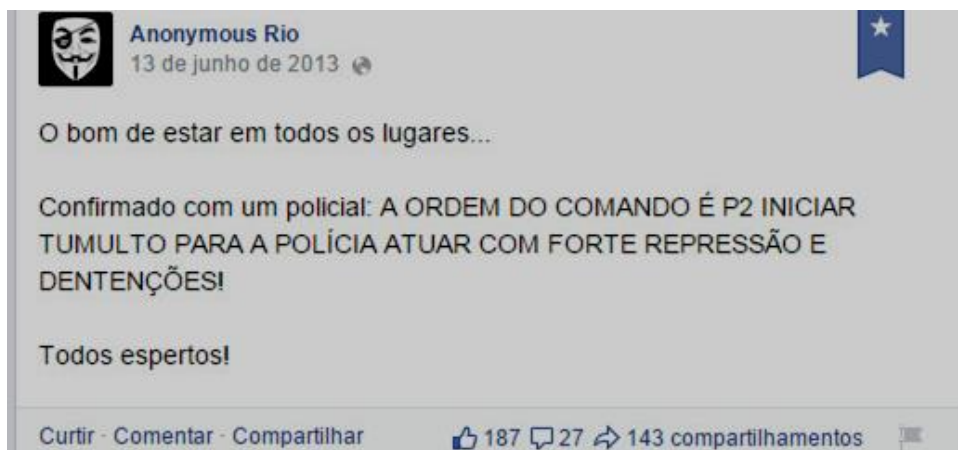 Anonymous Rio
13 de junho de 2013
O bom de estar em todos os lugares...
Confirmado com um policial: A ORDEM DO COMANDO É P2 INICIAR
TUMULTO PARA A POLÍCIA ATUAR COM FORTE REPRESSÃO E
DENTENÇÕES!
Todos espertos!
Curtir · Comentar · Compartilhar 187 27 143 compartilhamentos